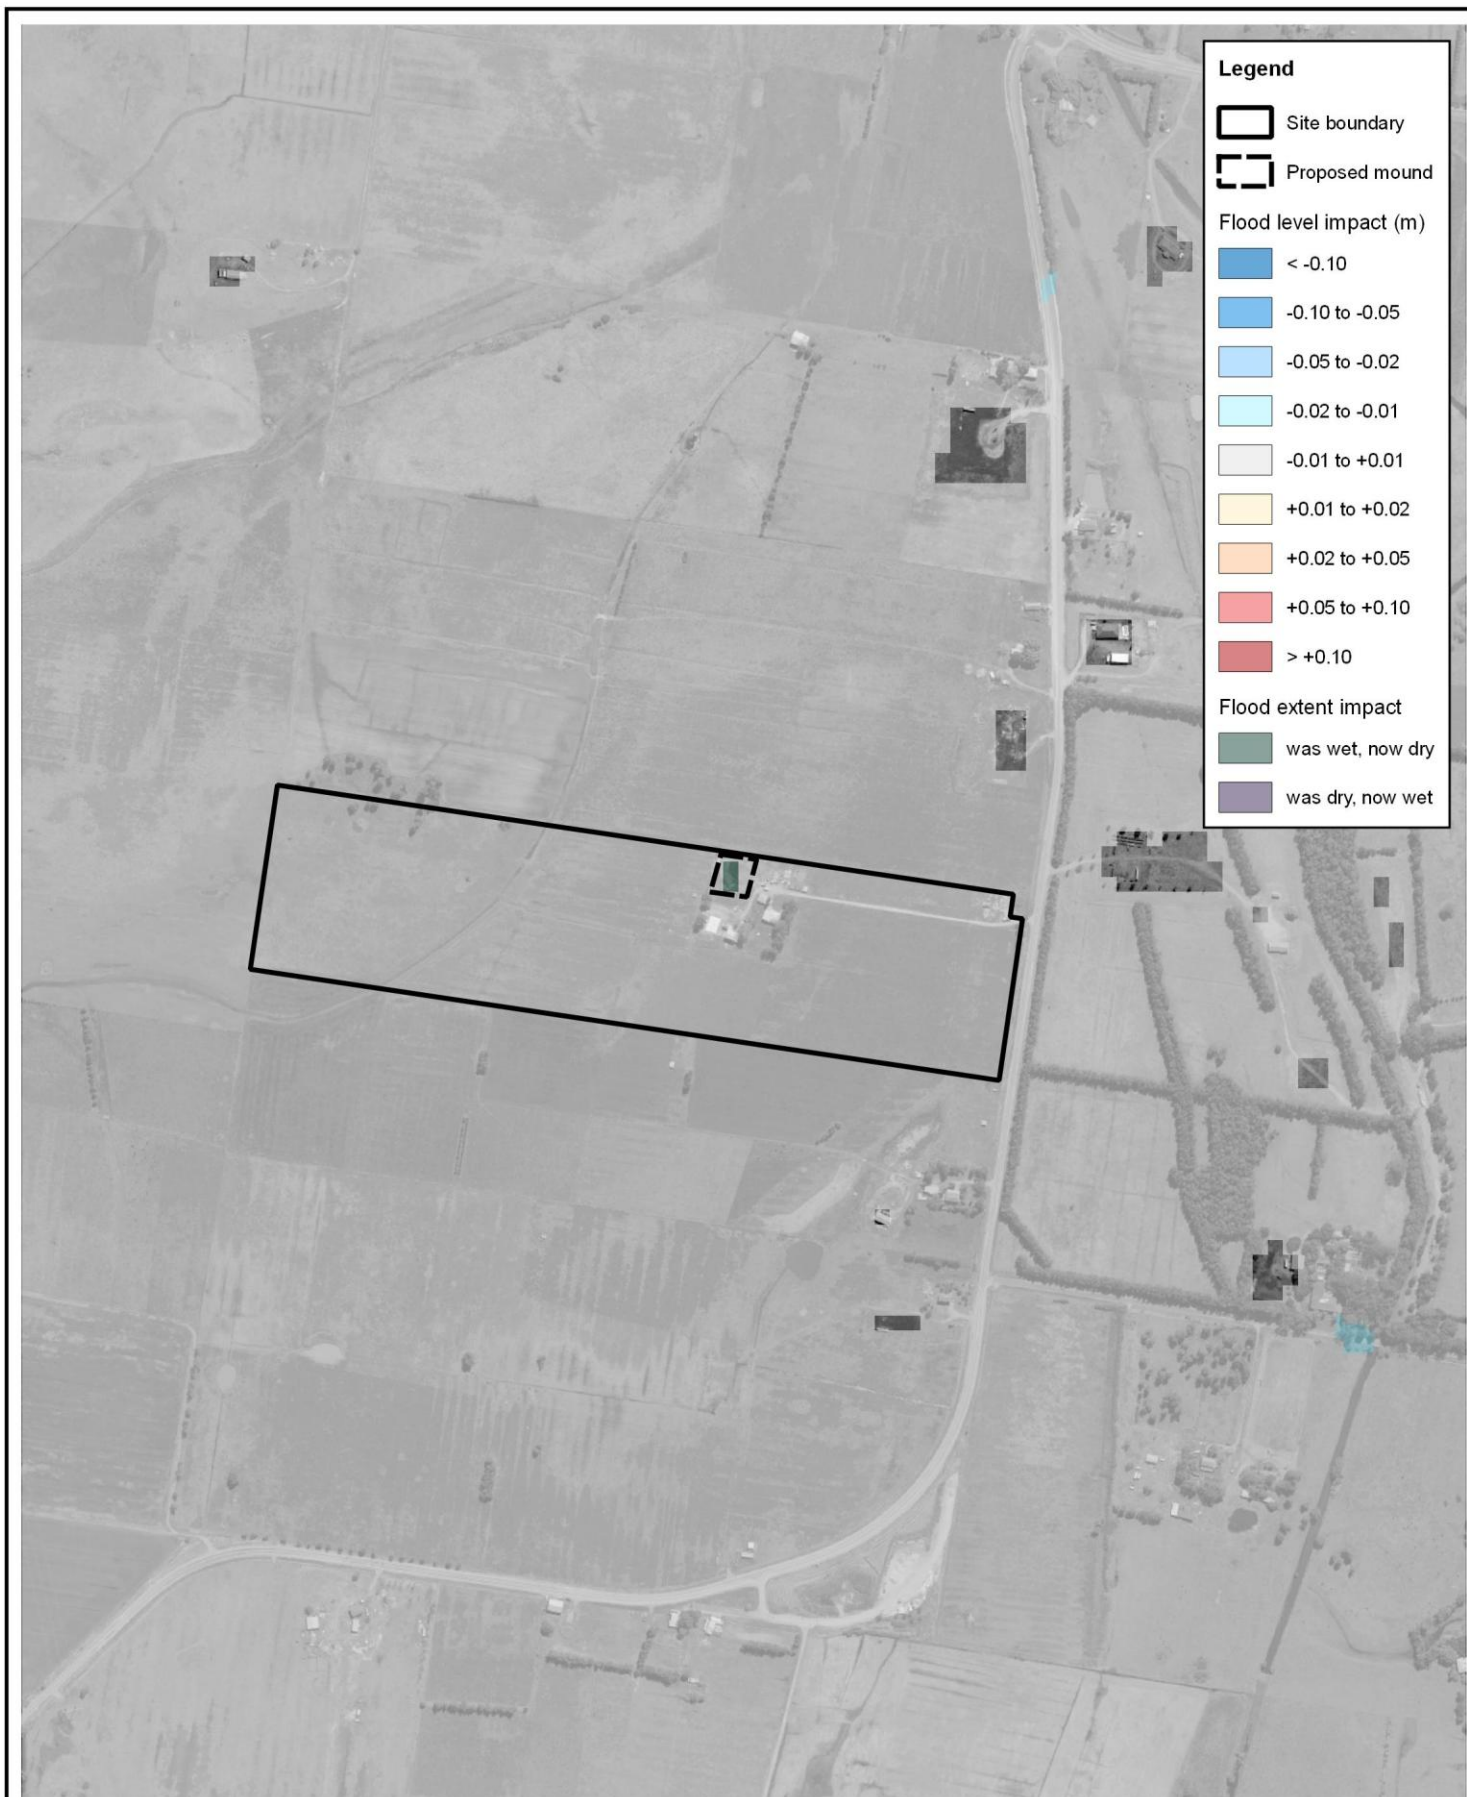 Legend
Site boundary
Proposed mound
Flood level impact (m)
< -0.10
-0.10 to -0.05
-0.05 to -0.02
-0.02 to -0.01
-0.01 to +0.01
+0.01 to +0.02
+0.02 to +0.05
+0.05 to +0.10
> +0.10
Flood extent impact
was wet, now dry
was dry, now wet